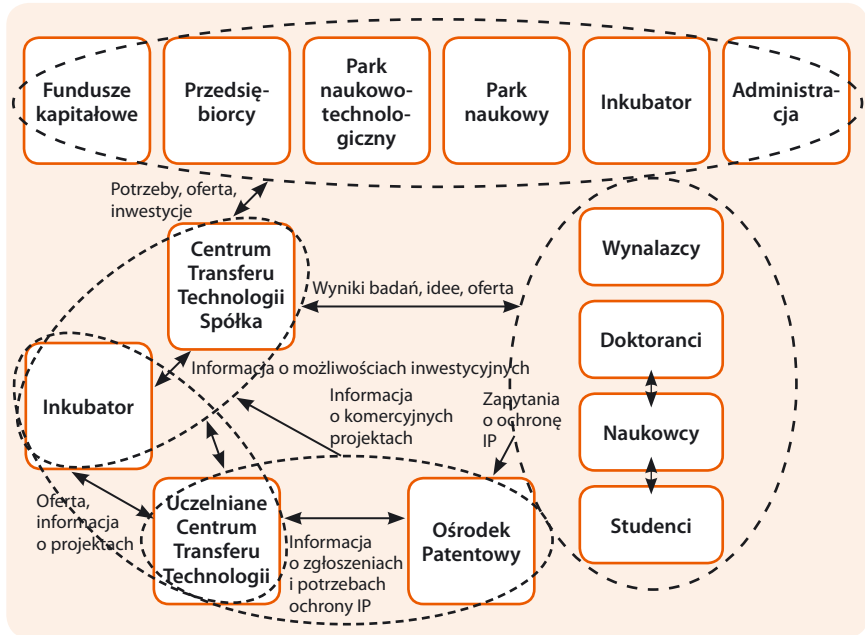 Fundusze
kapitałowe
Przedsię-
biorcy
Park
naukowo-
technolo-
giczny
Park
naukowy
Inkubator
Administra-
cja
Potrzeby, oferta,
inwestycje
Centrum
Transferu
Technologii
Spółka
Wyniki badań, idee, oferta
Wynalazcy
Doktoranci
Naukowcy
Studenci
Informacja o możliwościach inwestycyjnych
Inkubator
Informacja
o komercyjnych
projektach
Zapytania
o ochronę
IP
Oferta,
informacja
o projektach
Uczelniane
Centrum
Transferu
Technologii
Informacja
o zgłoszeniach
i potrzebach
ochrony IP
Ośrodek
Patentowy